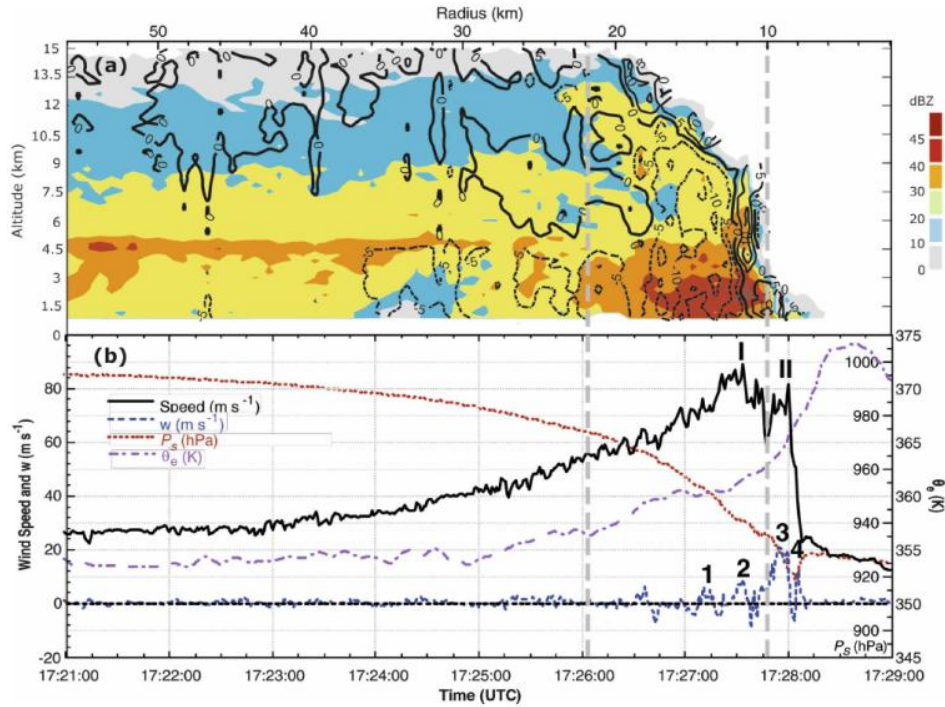 Radius (km)
50 40 30 20 10
(a)
15
13.5
12
10.5
9
7.5
6
4.5
3
1.5
0
Altitude (km)
dBZ
45
40
30
20
10
0
(b)
I
II
Speed (m s⁻¹)
w (m s⁻¹)
Pₛ (hPa)
θₑ (K)
1
2
3
4
80
60
40
20
0
-20
Wind Speed and w (m s⁻¹)
1000
980
960
940
920
900
Pₛ (hPa)
375
370
365
360
355
350
345
θₑ (K)
17:21:00 17:22:00 17:23:00 17:24:00 17:25:00 17:26:00 17:27:00 17:28:00 17:29:00
Time (UTC)